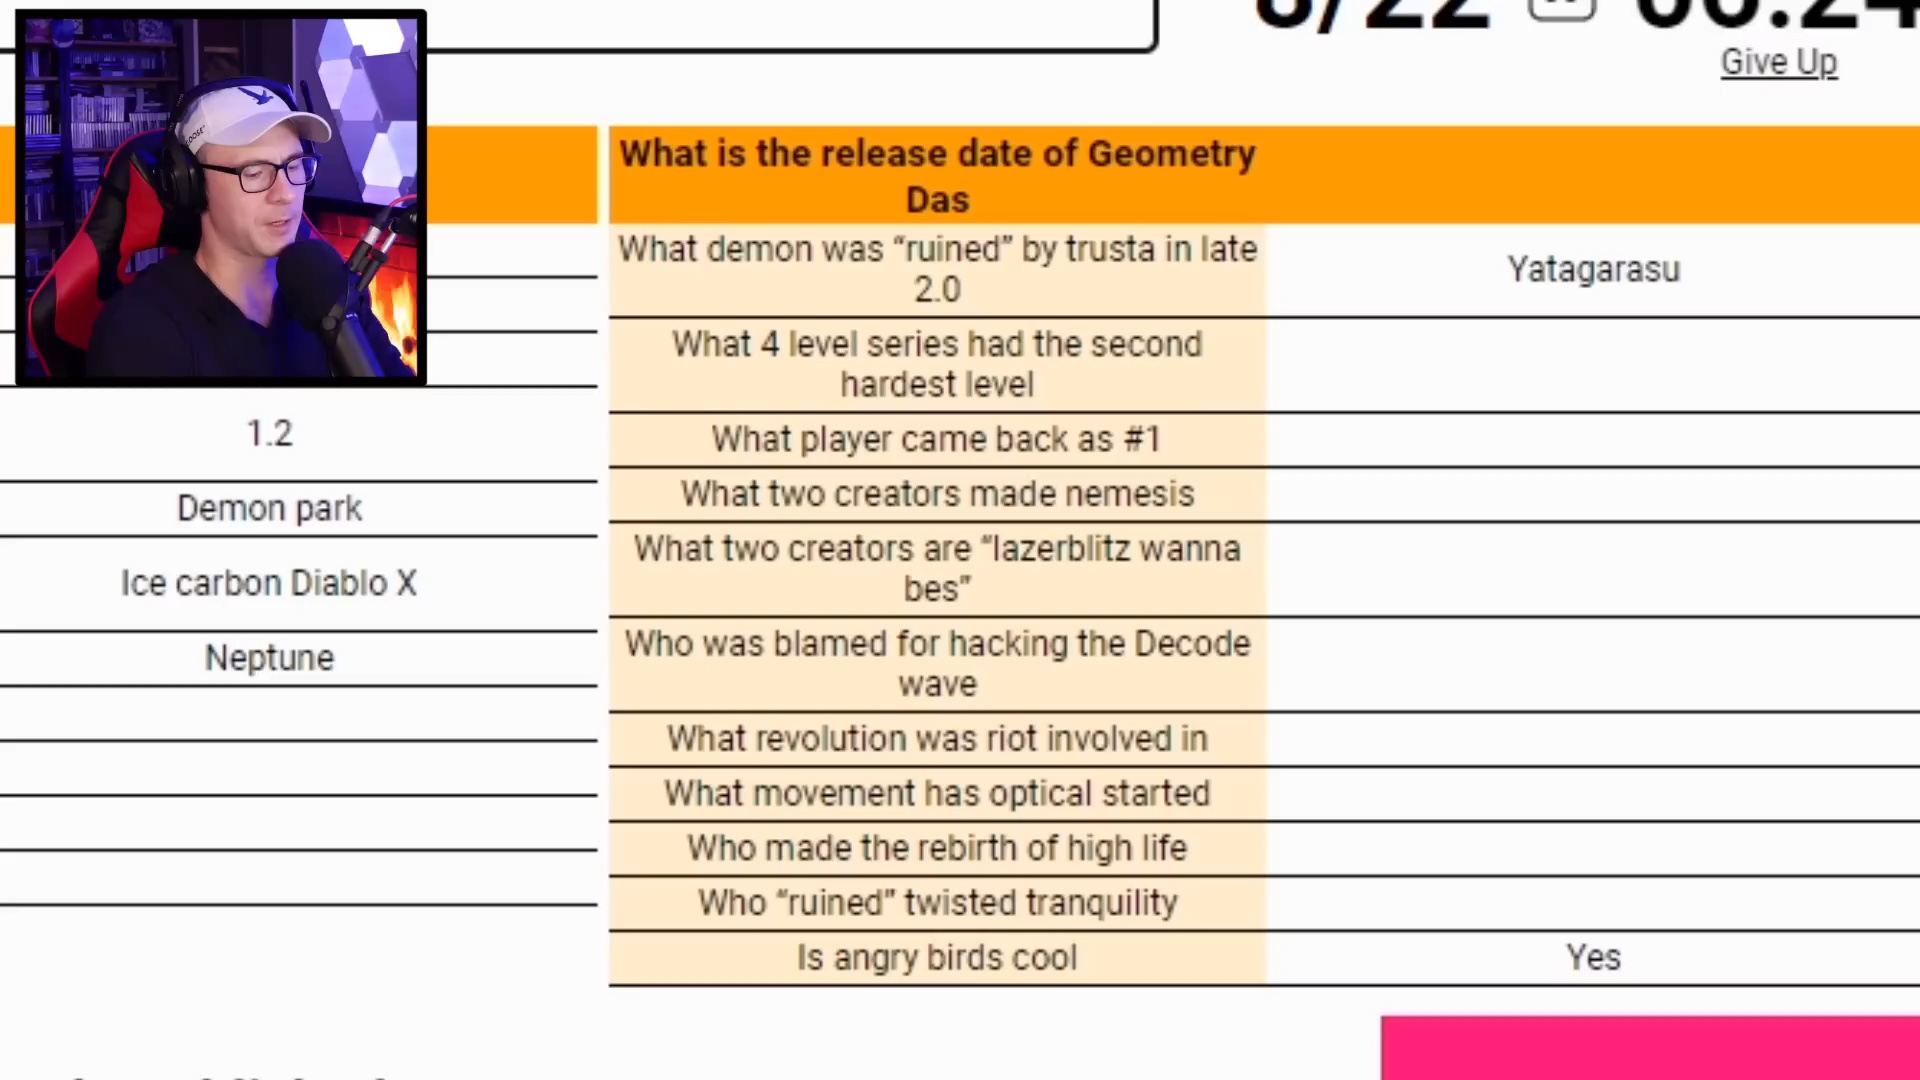 8/22
06:24
Give Up
What is the release date of Geometry
Das
What demon was “ruined” by trusta in late
2.0
Yatagarasu
What 4 level series had the second
hardest level
What player came back as #1
1.2
What two creators made nemesis
Demon park
What two creators are “lazerblitz wanna
bes”
Ice carbon Diablo X
Who was blamed for hacking the Decode
wave
Neptune
What revolution was riot involved in
What movement has optical started
Who made the rebirth of high life
Who “ruined” twisted tranquility
Is angry birds cool
Yes